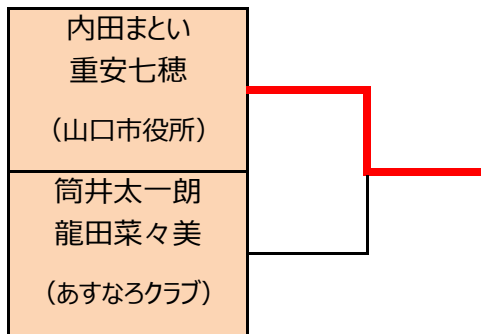 内田まとい
重安七穂
（山口市役所）
筒井太一朗
龍田菜々美
（あすなろクラブ）